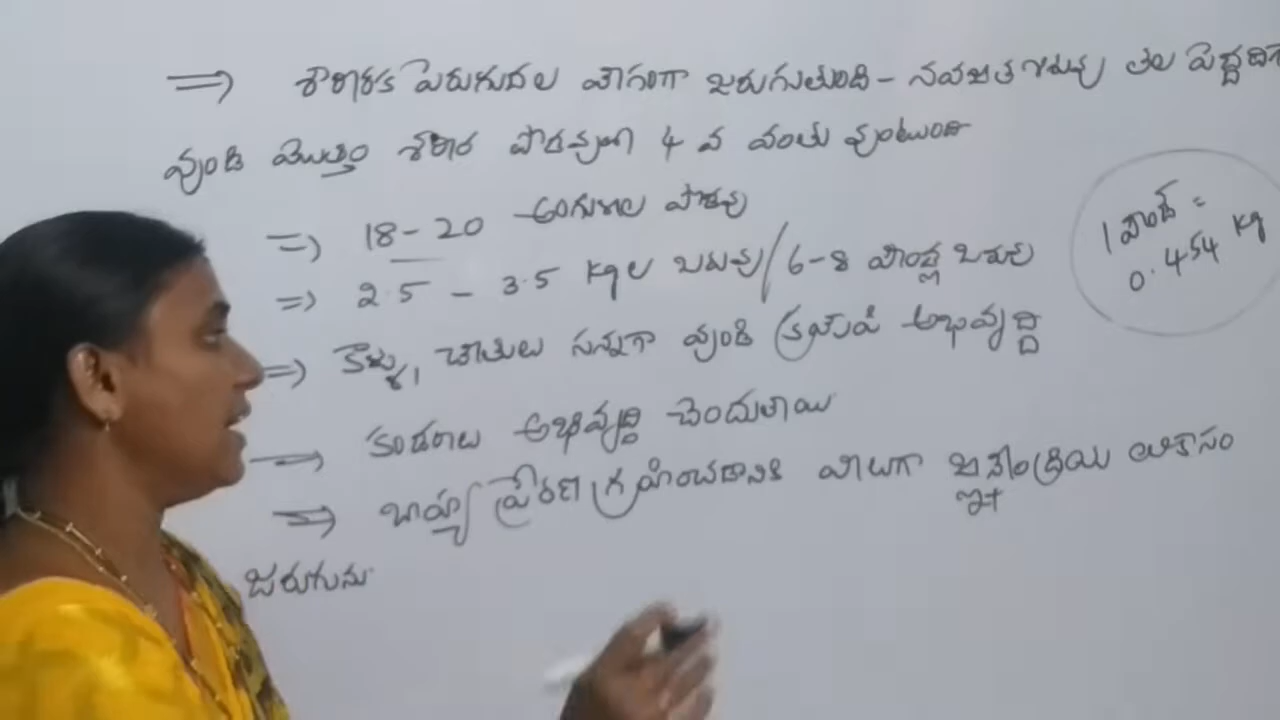 ⇒ శారీరక పెరుగుదల వేగంగా జరుగుతుంది - నవజాత శిశువు తల పెద్దదిగా
వుండి మొత్తం శరీర పొడవులో 4 వ వంతు వుంటుంది
⇒ 18 - 20 అంగుళాల పొడవు
⇒ 2.5 - 3.5 kgల బరువు / 6-8 పౌండ్ల బరువు
1 పౌండ్ =
0.454 kg
⇒ కాళ్ళు, చేతులు సన్నగా వుండి క్రమేపి అభివృద్ధి
→ కండరాలు అభివృద్ధి చెందుతాయి
⇒ బాహ్య ప్రేరణ గ్రహించడానికి వీలుగా జ్ఞానేంద్రియ వికాసం
జరుగును